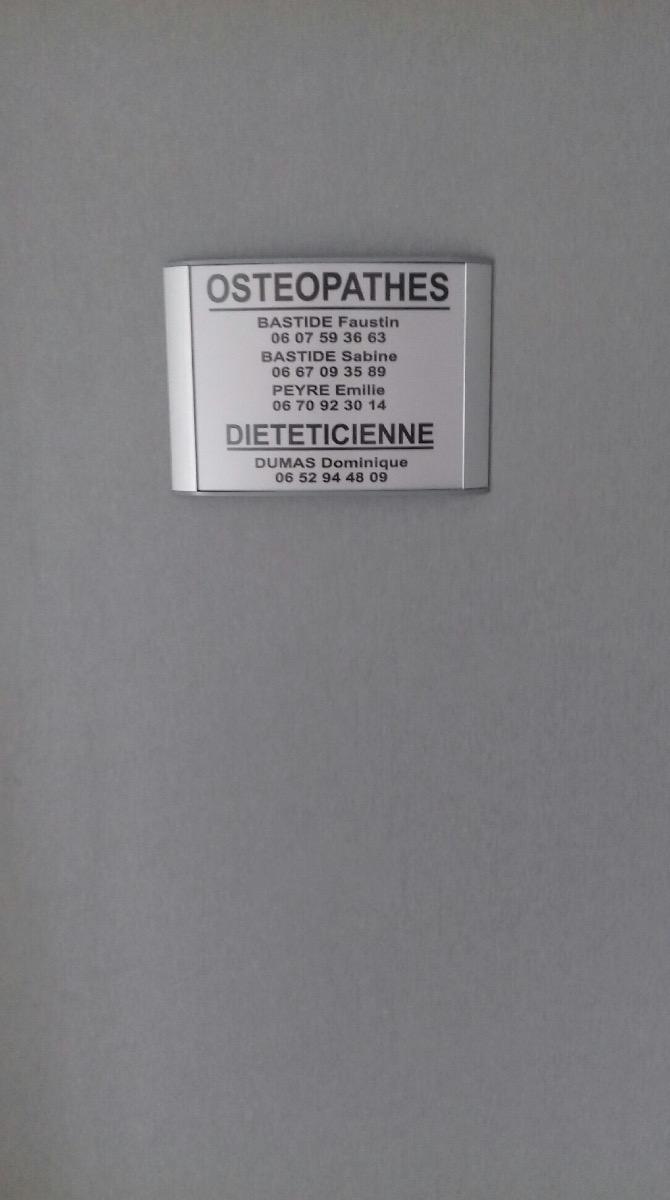 OSTEOPATHES
BASTIDE Faustin
06 07 59 36 63
BASTIDE Sabine
06 67 09 35 89
PEYRE Emilie
06 70 92 30 14
DIETETICIENNE
DUMAS Dominique
06 52 94 48 09